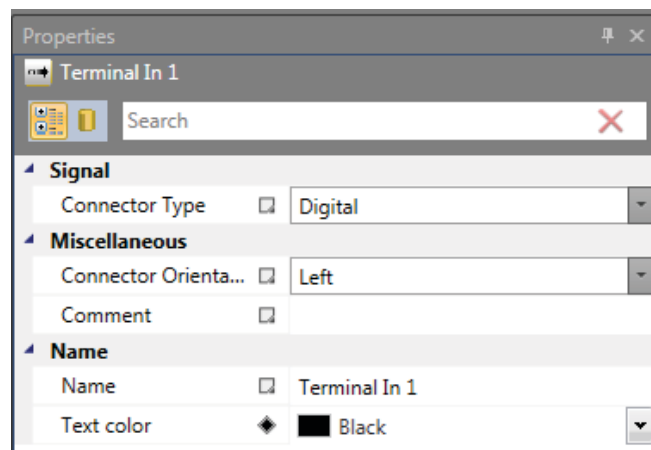 Properties
Terminal In 1
Search
Signal
Connector Type Digital
Miscellaneous
Connector Orienta... Left
Comment
Name
Name Terminal In 1
Text color Black